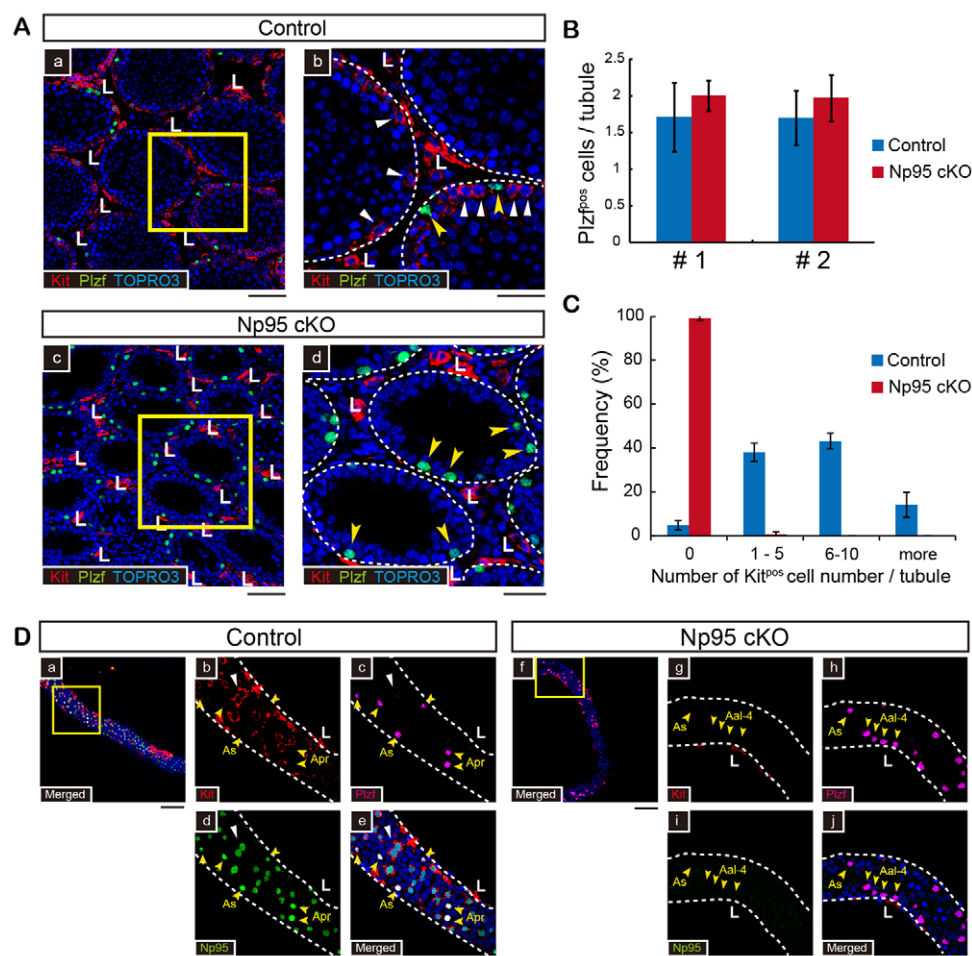 A
Control
a
L
L
L
L
L
L
L
L
Kit Plzf TOPRO3
b
L
L
L
Kit Plzf TOPRO3
Np95 cKO
c
L
L
L
L
L
L
L
L
L
L
L
L
L
Kit Plzf TOPRO3
d
L
L
L
L
L
Kit Plzf TOPRO3
B
Plzfᵖᵒˢ cells / tubule
2.5
2
1.5
1
0.5
0
# 1
# 2
Control
Np95 cKO
C
Frequency (%)
100
80
60
40
20
0
0
1 - 5
6-10
more
Number of Kitᵖᵒˢ cell number / tubule
Control
Np95 cKO
D
Control
a
Merged
b
As
Apr
L
Kit
c
As
Apr
L
Plzf
d
As
Apr
L
Np95
e
As
Apr
L
Merged
Np95 cKO
f
Merged
g
As
Aal-4
L
Kit
h
As
Aal-4
L
Plzf
i
As
Aal-4
L
Np95
j
As
Aal-4
L
Merged